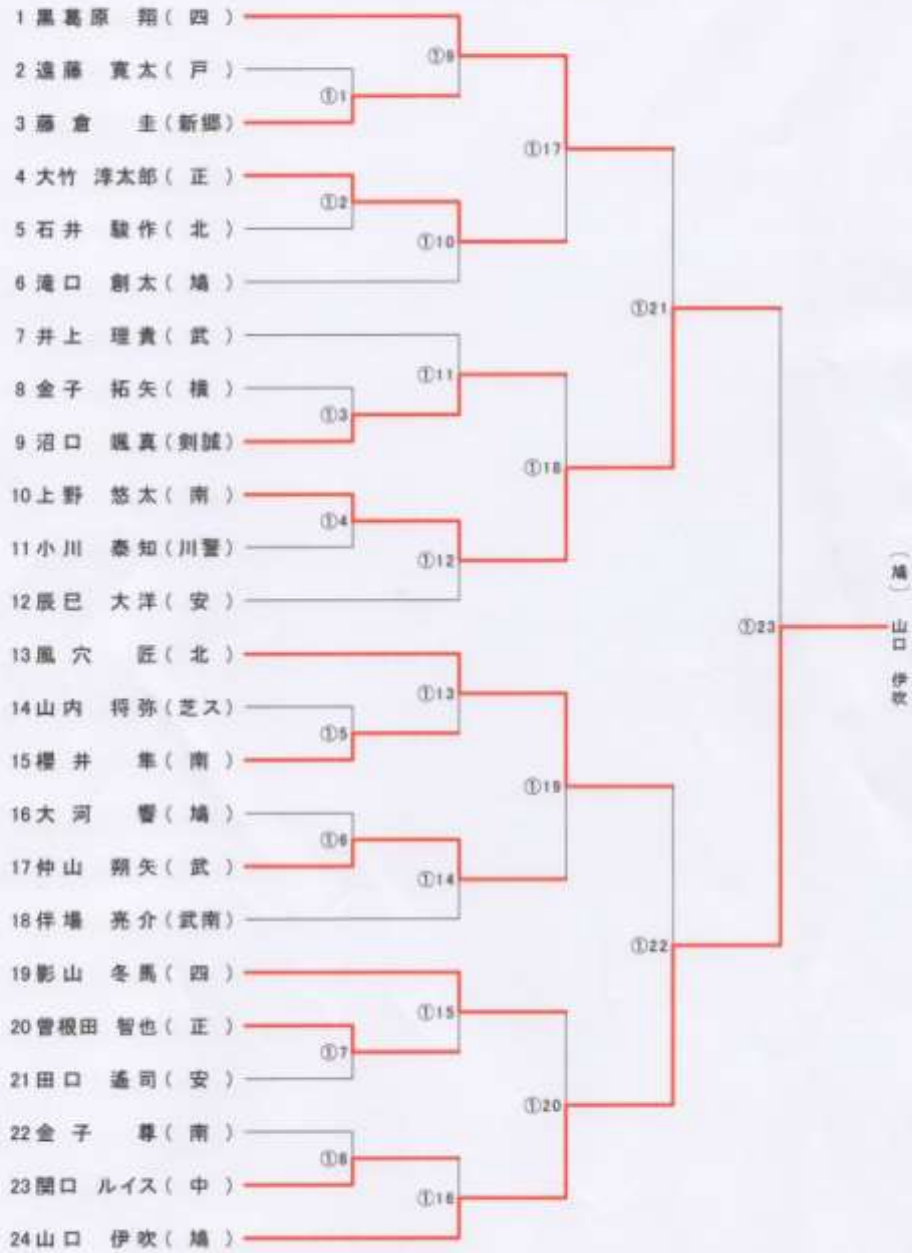 1 黒葛原 翔(四)
2 遠藤 寛太(戸)
3 藤倉 圭(新郷)
4 大竹 淳太郎(正)
5 石井 駿作(北)
6 滝口 創太(鳩)
7 井上 理貴(武)
8 金子 拓矢(横)
9 沼口 颯真(剣誠)
10 上野 悠太(南)
11 小川 泰知(川警)
12 辰巳 大洋(安)
13 風穴 匠(北)
14 山内 将弥(芝ス)
15 櫻井 隼(南)
16 大河 響(鳩)
17 仲山 朔矢(武)
18 伴場 亮介(武南)
19 影山 冬馬(四)
20 曽根田 智也(正)
21 田口 遙司(安)
22 金子 尊(南)
23 関口 ルイス(中)
24 山口 伊吹(鳩)
①1
①2
①3
①4
①5
①6
①7
①8
①9
①10
①11
①12
①13
①14
①15
①16
①17
①18
①19
①20
①21
①22
①23
(鳩) 山口 伊吹